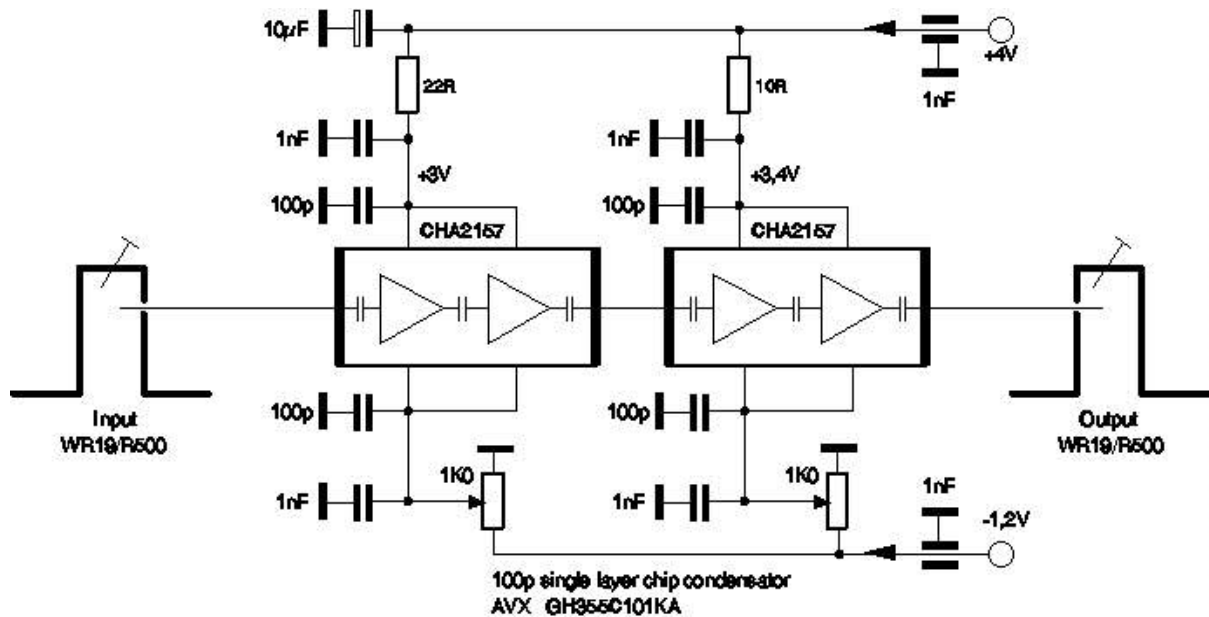 10µF
+4V
22R
10R
1nF
1nF
1nF
+3V
+3,4V
100p
100p
CHA2157
CHA2157
Input
WR19/R500
100p
100p
Output
WR19/R500
1K0
1K0
1nF
1nF
1nF
-1,2V
100p single layer chip condensator
AVX GH355C101KA